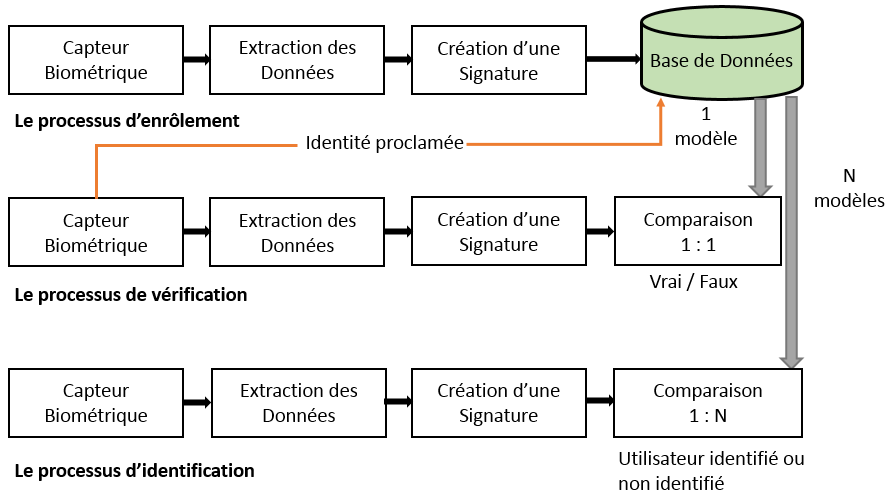 Capteur
Biométrique
Extraction des
Données
Création d'une
Signature
Base de Données
Le processus d'enrôlement
1
modèle
Identité proclamée
N
modèles
Capteur
Biométrique
Extraction des
Données
Création d'une
Signature
Comparaison
1 : 1
Vrai / Faux
Le processus de vérification
Capteur
Biométrique
Extraction des
Données
Création d'une
Signature
Comparaison
1 : N
Le processus d'identification
Utilisateur identifié ou
non identifié